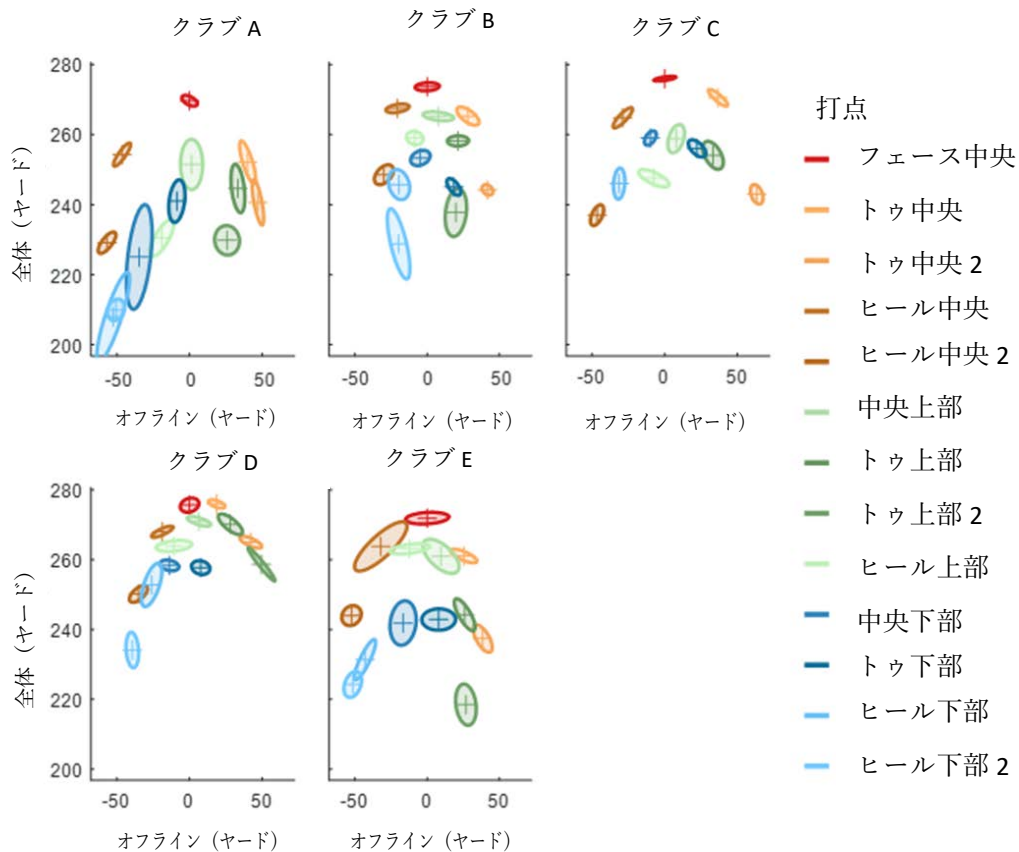 クラブ A
クラブ B
クラブ C
280
260
240
220
200
全体（ヤード）
-50 0 50
-50 0 50
-50 0 50
オフライン（ヤード）
オフライン（ヤード）
オフライン（ヤード）
クラブ D
クラブ E
280
260
240
220
200
全体（ヤード）
-50 0 50
-50 0 50
オフライン（ヤード）
オフライン（ヤード）
打点
フェース中央
トゥ中央
トゥ中央 2
ヒール中央
ヒール中央 2
中央上部
トゥ上部
トゥ上部 2
ヒール上部
中央下部
トゥ下部
ヒール下部
ヒール下部 2